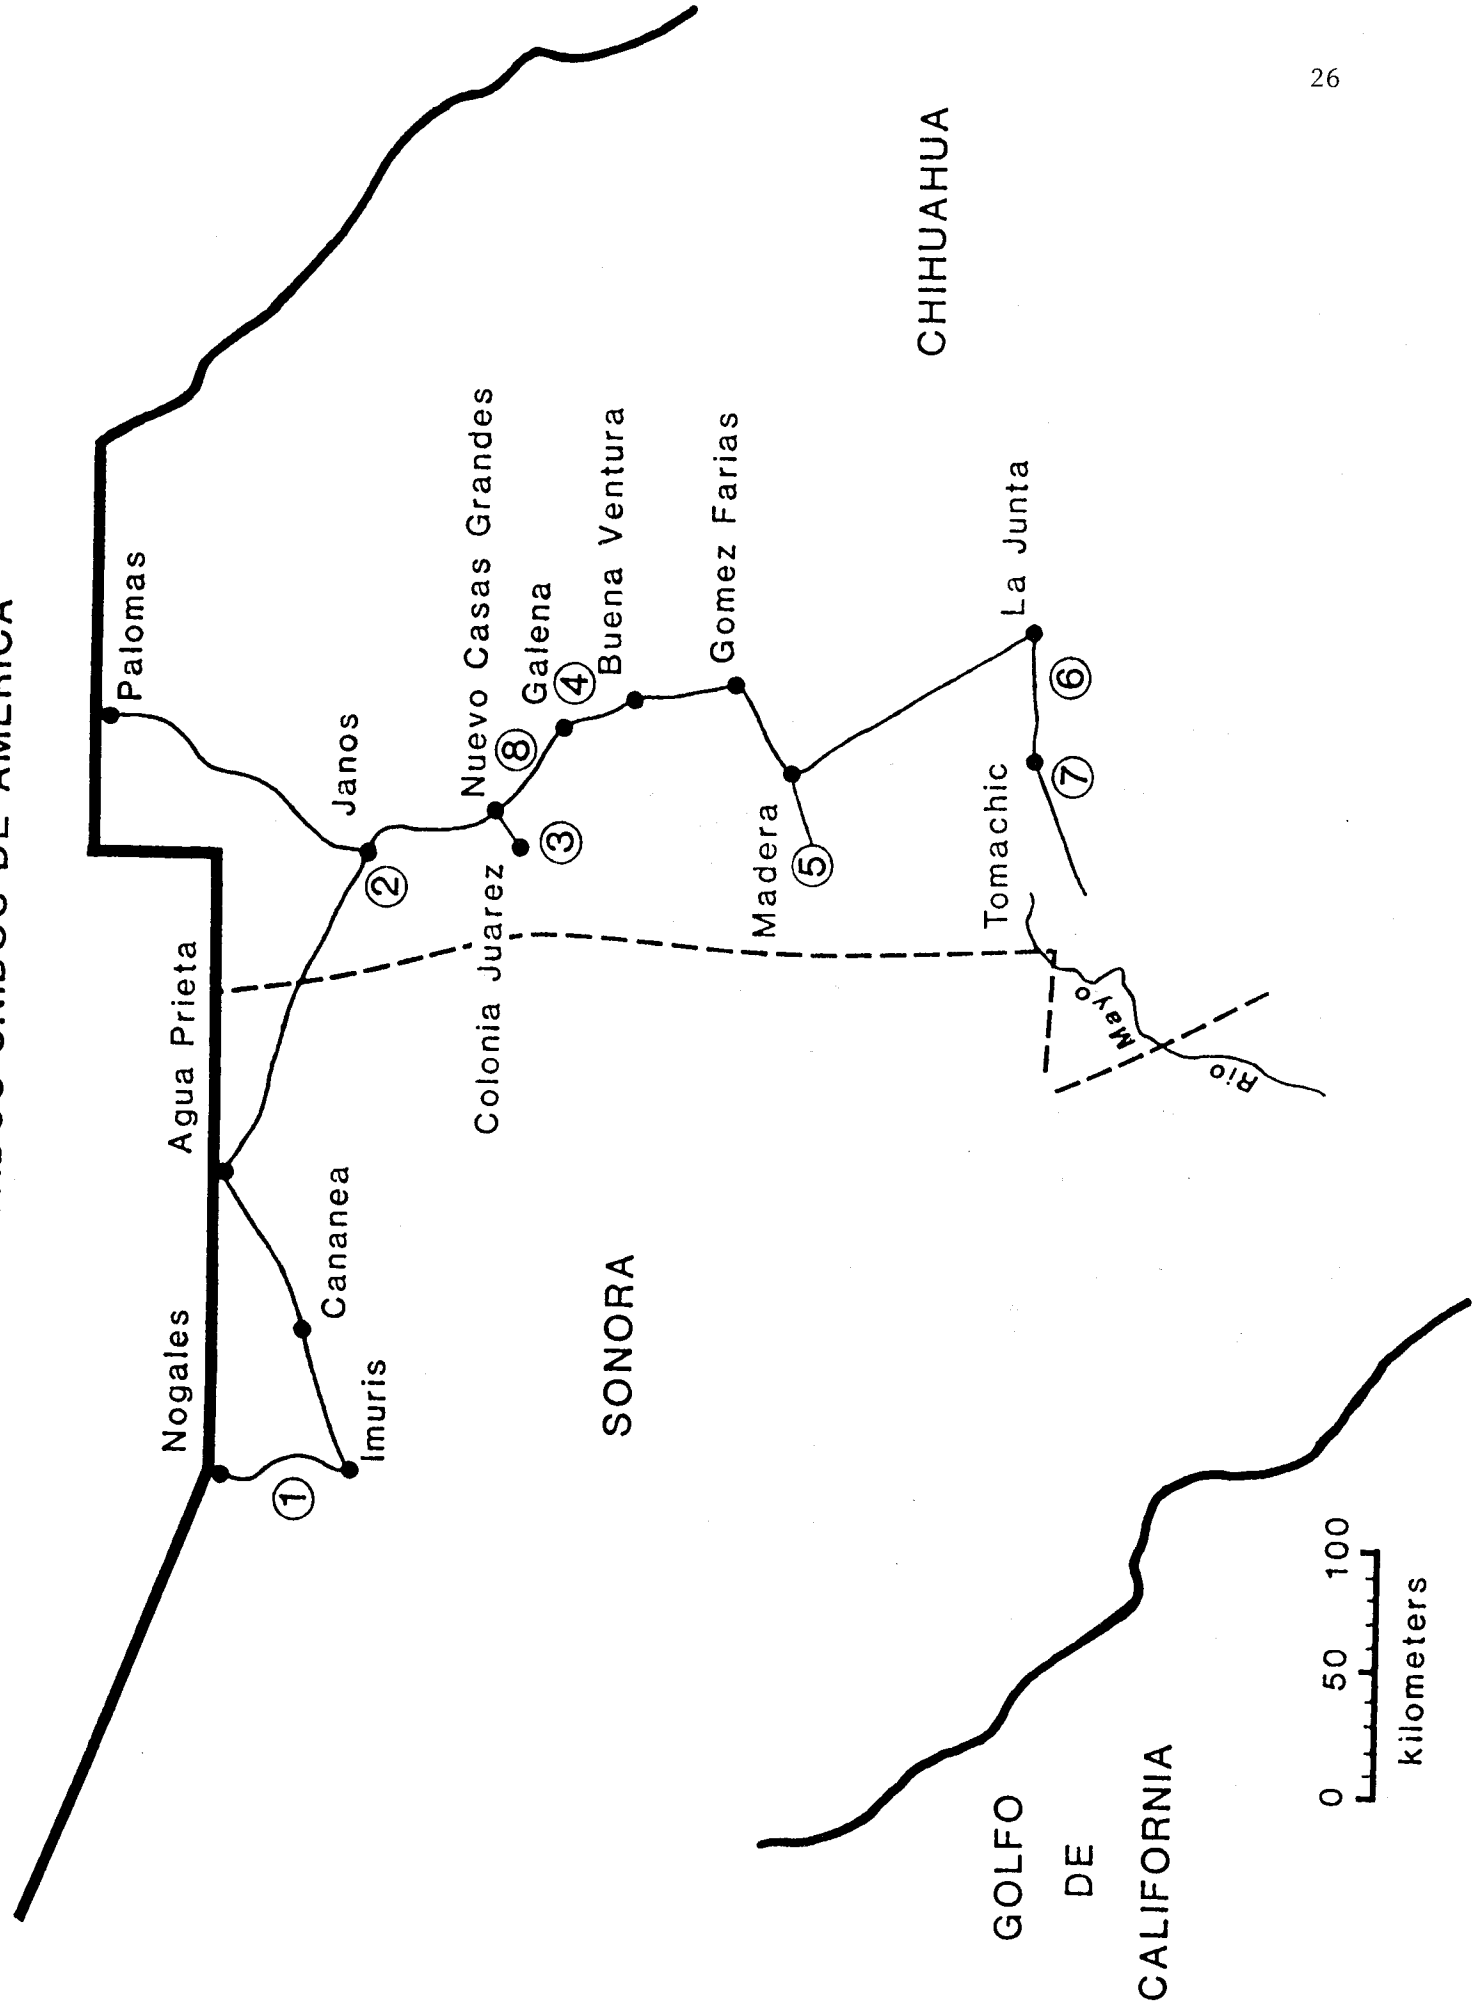 26
UNIDOS DE AMERICA
Nogales
Agua Prieta
Palomas
①
Cananea
Imuris
Janos
②
Nuevo Casas Grandes
⑧
Galena
④
Colonia Juarez
③
Buena Ventura
SONORA
Gomez Farias
Madera
⑤
CHIHUAHUA
Tomachic
La Junta
⑥
⑦
Rio Mayo
GOLFO
DE
CALIFORNIA
0 50 100
kilometers